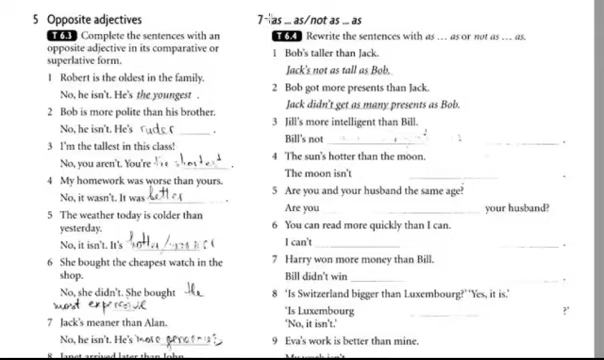 5 Opposite adjectives
T 6.3 Complete the sentences with an
opposite adjective in its comparative or
superlative form.
1 Robert is the oldest in the family.
No, he isn't. He's the youngest .
2 Bob is more polite than his brother.
No, he isn't. He's ruder .
3 I'm the tallest in this class!
No, you aren't. You're the shortest .
4 My homework was worse than yours.
No, it wasn't. It was better .
5 The weather today is colder than
yesterday.
No, it isn't. It's hotter /
6 She bought the cheapest watch in the
shop.
No, she didn't. She bought the
most expensive
7 Jack's meaner than Alan.
No, he isn't. He's more generous .
8 Janet arrived later than John.
7 as ... as/not as ... as
T 6.4 Rewrite the sentences with as ... as or not as ... as.
1 Bob's taller than Jack.
Jack's not as tall as Bob.
2 Bob got more presents than Jack.
Jack didn't get as many presents as Bob.
3 Jill's more intelligent than Bill.
Bill's not .
4 The sun's hotter than the moon.
The moon isn't .
5 Are you and your husband the same age?
Are you your husband?
6 You can read more quickly than I can.
I can't .
7 Harry won more money than Bill.
Bill didn't win .
8 'Is Switzerland bigger than Luxembourg?' 'Yes, it is.'
'Is Luxembourg ?'
'No, it isn't.'
9 Eva's work is better than mine.
My work isn't